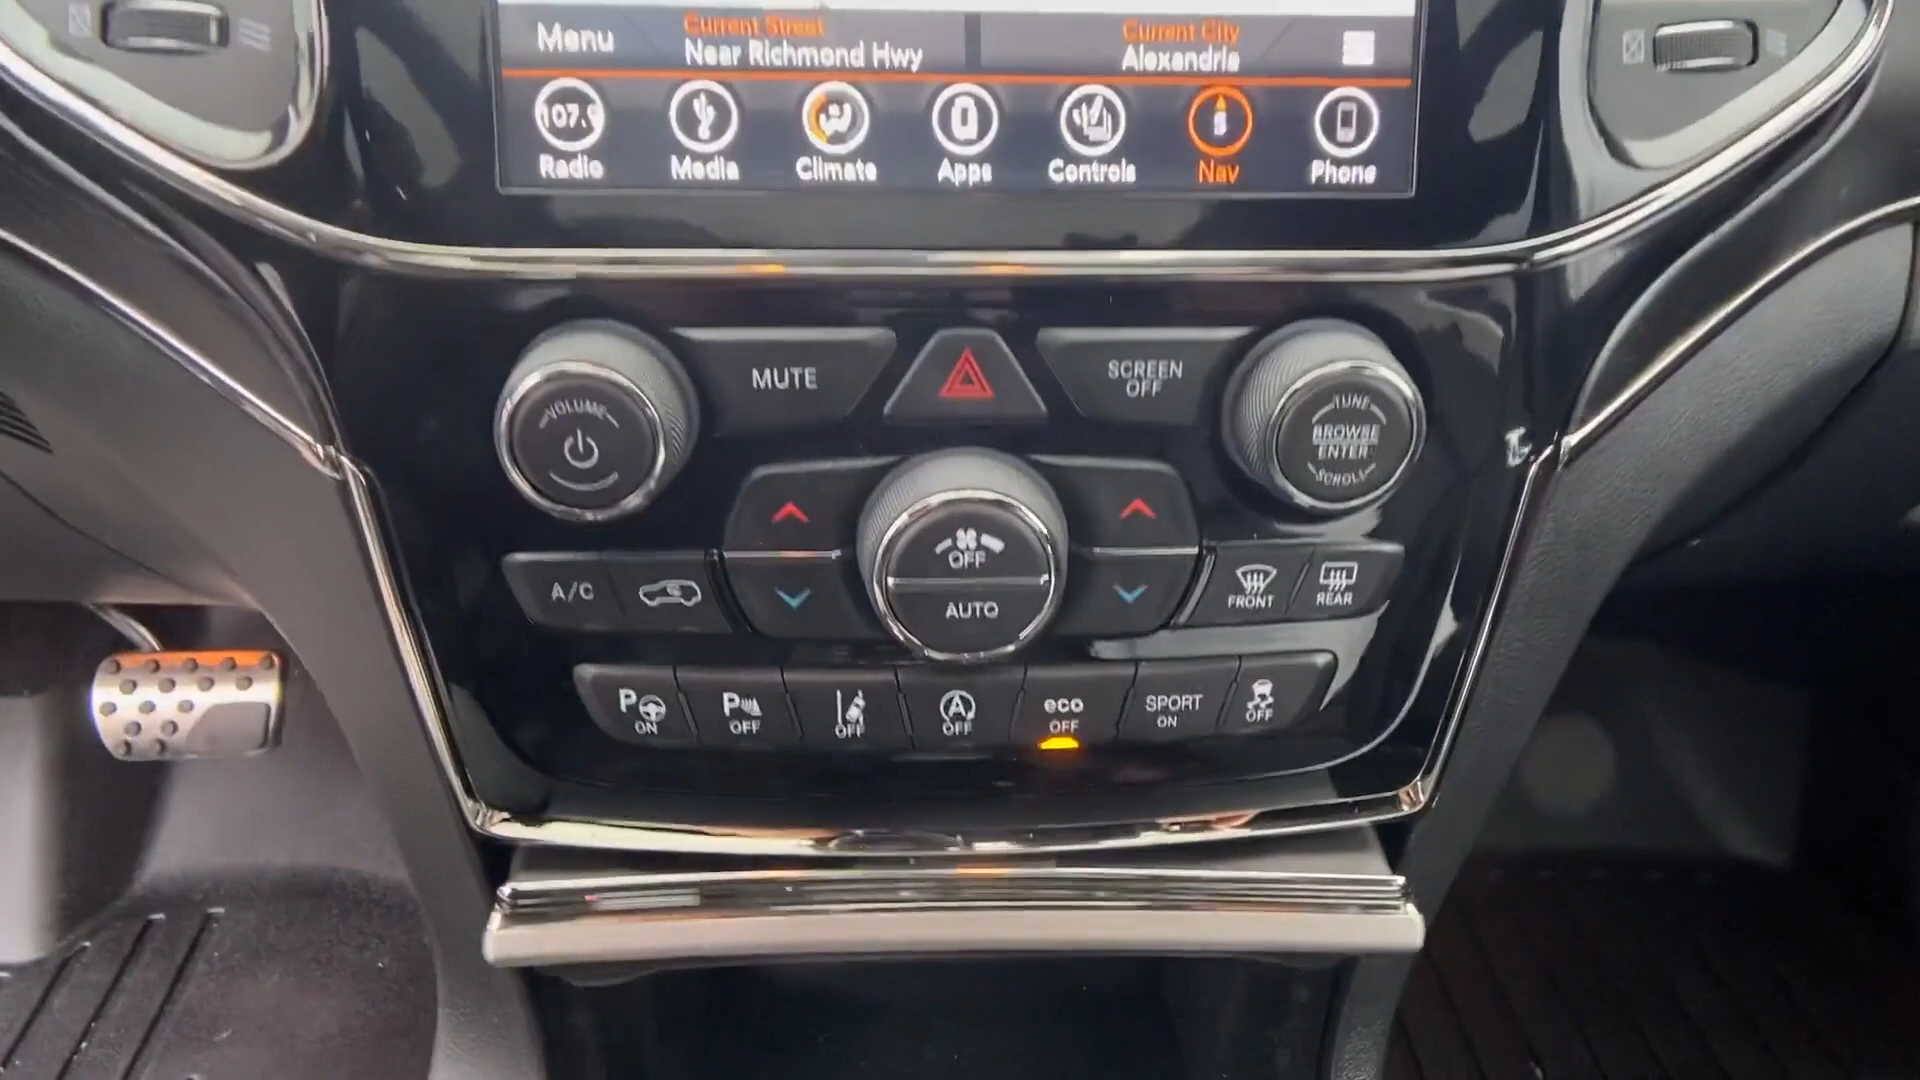 Menu
Current Street
Near Richmond Hwy
Current City
Alexandria
107.9
Radio
Media
Climate
Apps
Controls
Nav
Phone
MUTE
SCREEN
OFF
VOLUME
TUNE
BROWSE
ENTER
SCROLL
OFF
AUTO
A/C
FRONT
REAR
P
ON
P
OFF
OFF
A
OFF
eco
OFF
SPORT
ON
OFF